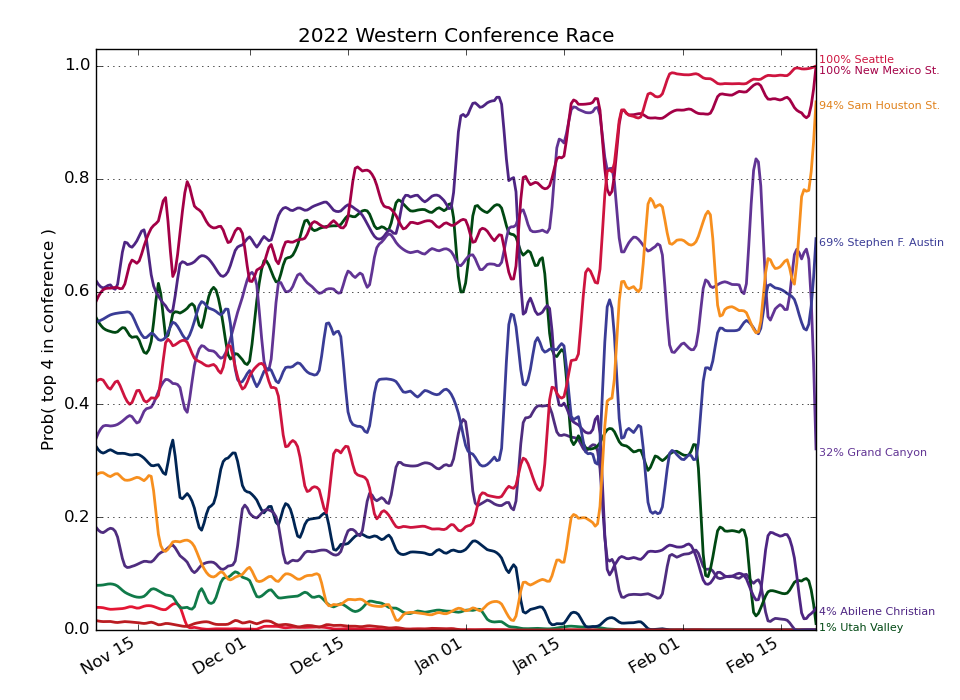 2022 Western Conference Race
Prob( top 4 in conference )
1.0
0.8
0.6
0.4
0.2
0.0
Nov 15
Dec 01
Dec 15
Jan 01
Jan 15
Feb 01
Feb 15
100% Seattle
100% New Mexico St.
94% Sam Houston St.
69% Stephen F. Austin
32% Grand Canyon
4% Abilene Christian
1% Utah Valley